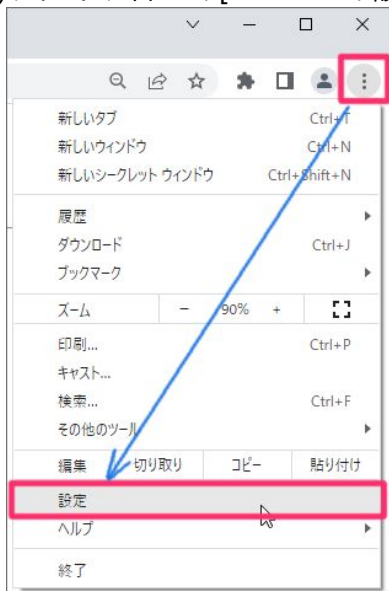 新しいタブ Ctrl+T
新しいウィンドウ Ctrl+N
新しいシークレット ウィンドウ Ctrl+Shift+N
履歴
ダウンロード Ctrl+J
ブックマーク
ズーム － 90% +
印刷... Ctrl+P
キャスト...
検索... Ctrl+F
その他のツール
編集 切り取り コピー 貼り付け
設定
ヘルプ
終了